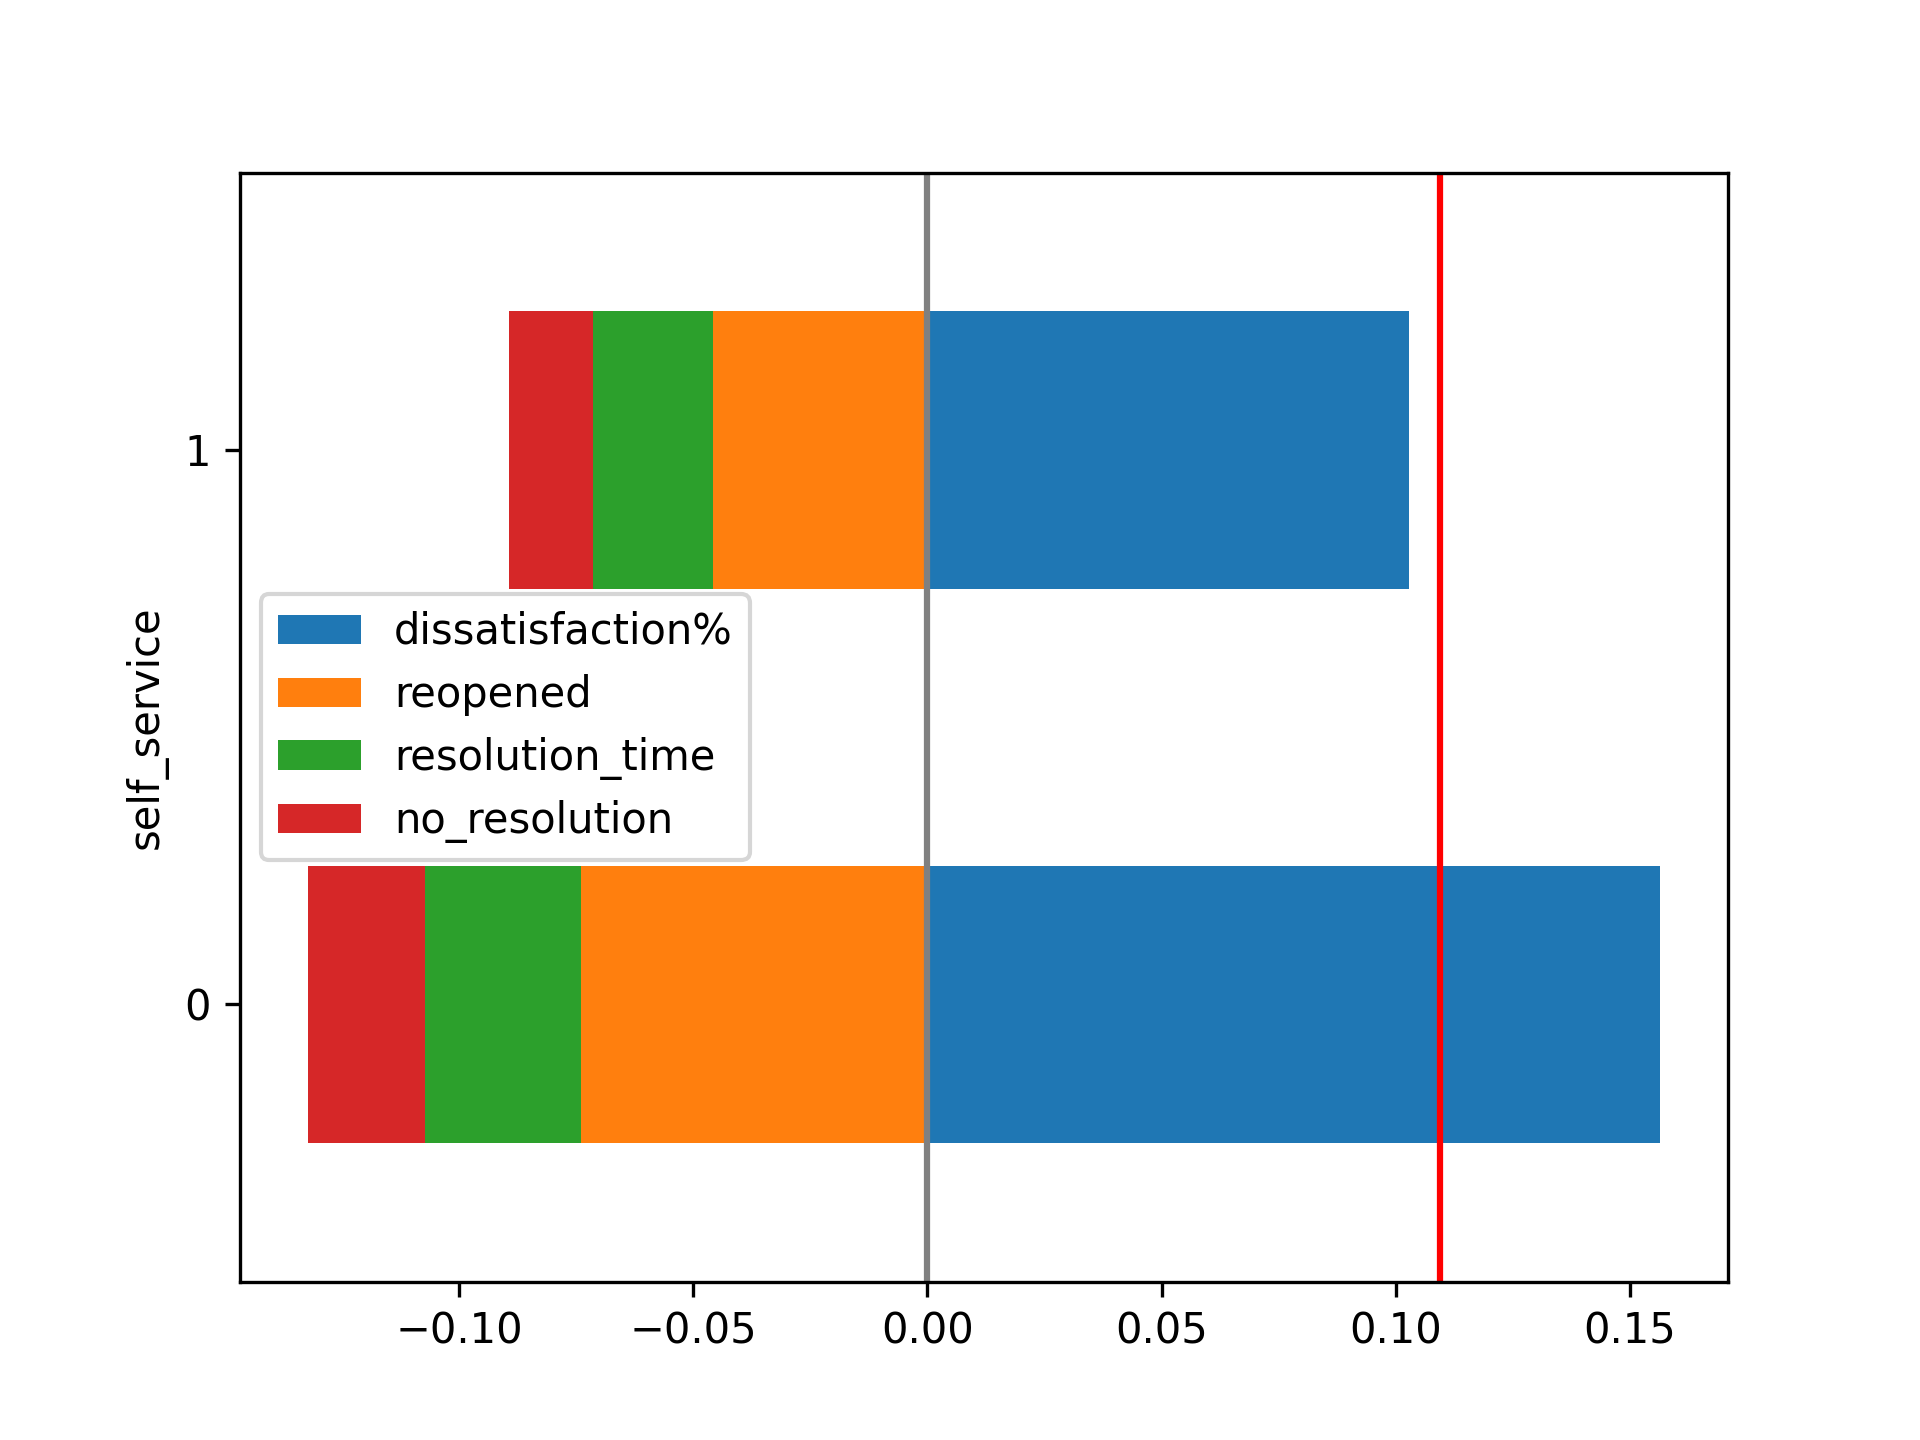 1
dissatisfaction%
reopened
resolution_time
no_resolution
self_service
0
−0.10 −0.05 0.00 0.05 0.10 0.15